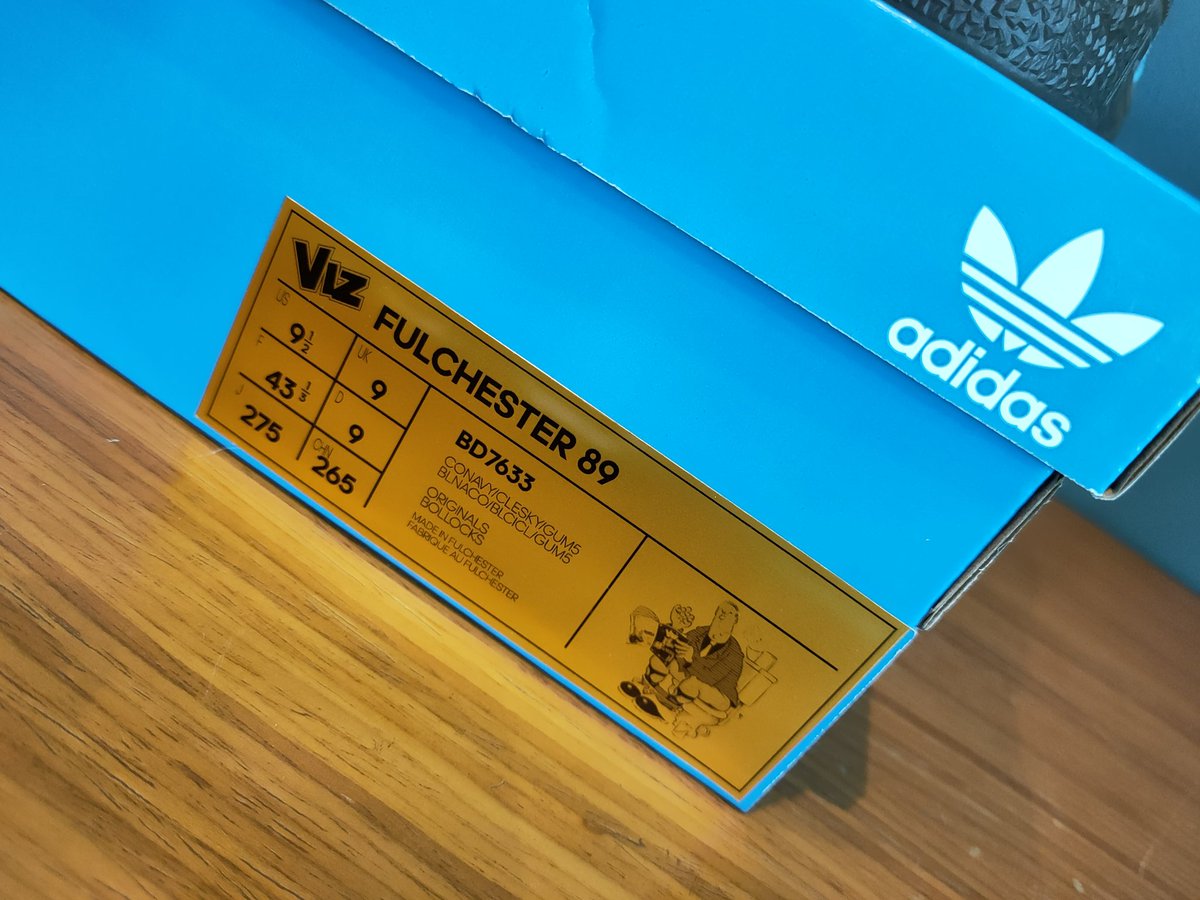 adidas
Viz FULCHESTER 89
US 9½ UK 9
F 43⅓ D 9
J 275 CHN 265
BD7633
CONAVY/CLESKY/GUM5
BLNACO/BLCICL/GUM5
ORIGINALS
BOLLOCKS
MADE IN FULCHESTER
FABRIQUE AU FULCHESTER